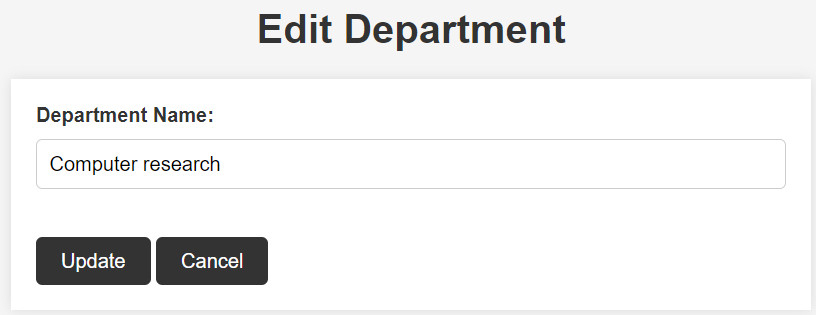 Edit Department
Department Name:
Computer research
Update Cancel